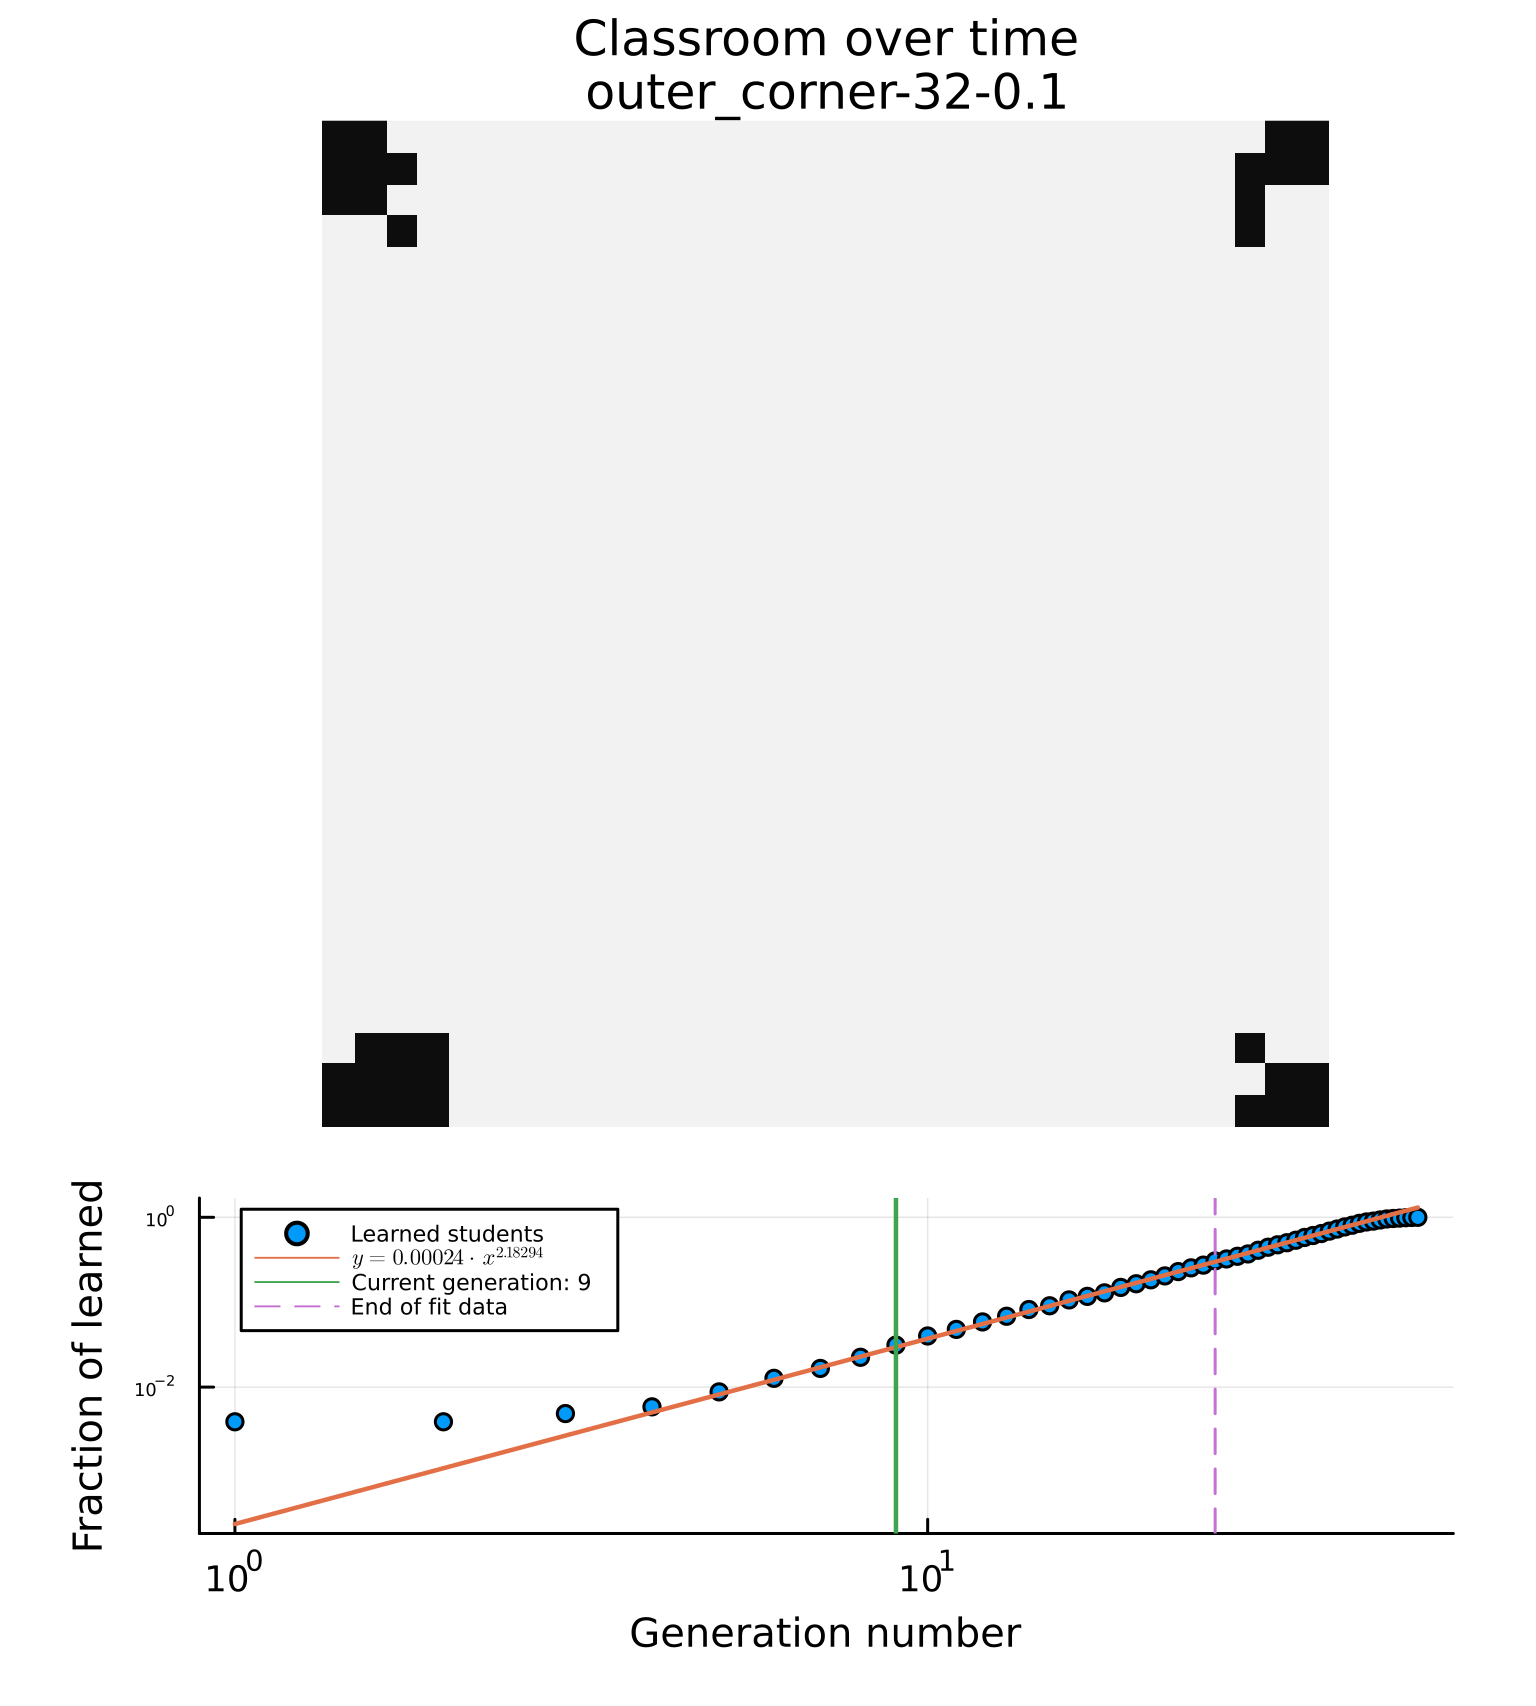 Classroom over time
outer_corner-32-0.1
Fraction of learned
10⁰
10⁻²
Learned students
y = 0.00024 · x^2.18294
Current generation: 9
End of fit data
10⁰
10¹
Generation number